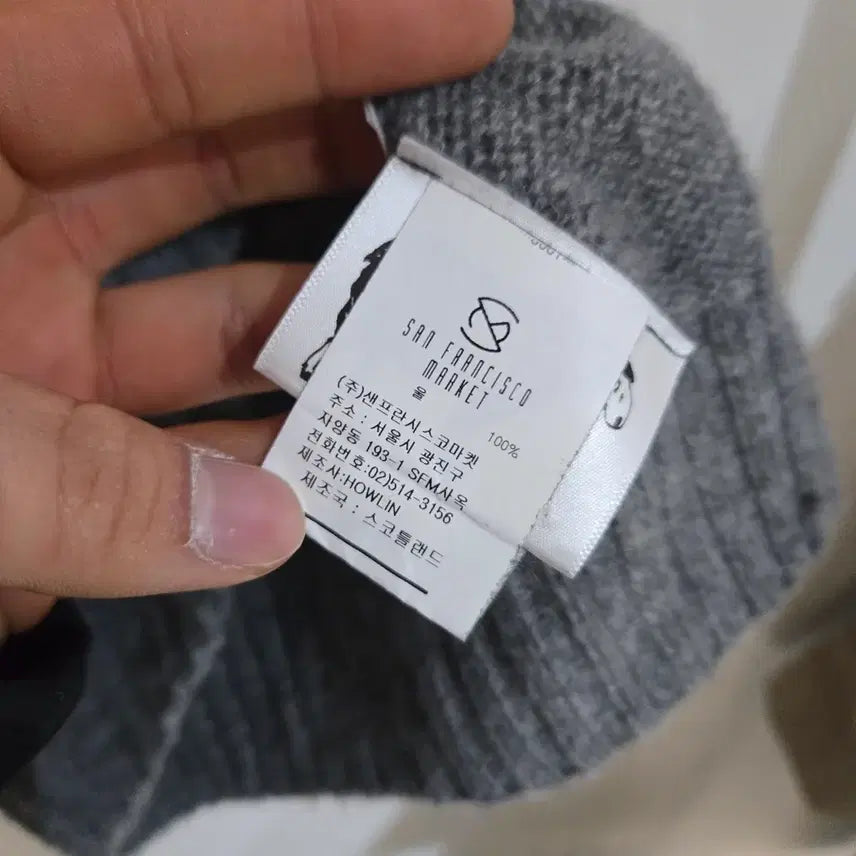 SAN FRANCISCO
MARKET
울 100%
(주)샌프란시스코마켓
주소 : 서울시 광진구
자양동 193-1 SFM사옥
전화번호:02)514-3156
제조사:HOWLIN
제조국 : 스코틀랜드